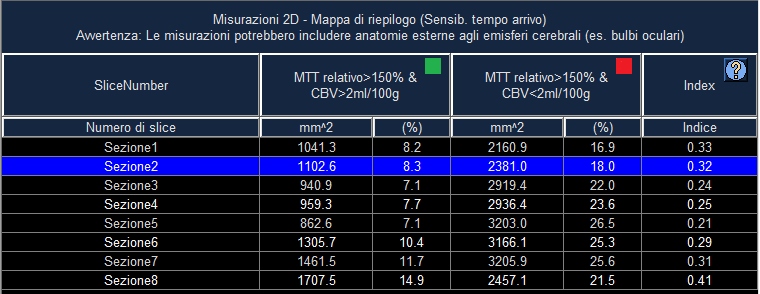 Misurazioni 2D - Mappa di riepilogo (Sensib. tempo arrivo)
Avvertenza: Le misurazioni potrebbero includere anatomie esterne agli emisferi cerebrali (es. bulbi oculari)
SliceNumber MTT relativo>150% & CBV>2ml/100g MTT relativo>150% & CBV<2ml/100g Index ?
Numero di slice mm^2 (%) mm^2 (%) Indice
Sezione1 1041.3 8.2 2160.9 16.9 0.33
Sezione2 1102.6 8.3 2381.0 18.0 0.32
Sezione3 940.9 7.1 2919.4 22.0 0.24
Sezione4 959.3 7.7 2936.4 23.6 0.25
Sezione5 862.6 7.1 3203.0 26.5 0.21
Sezione6 1305.7 10.4 3166.1 25.3 0.29
Sezione7 1461.5 11.7 3205.9 25.6 0.31
Sezione8 1707.5 14.9 2457.1 21.5 0.41